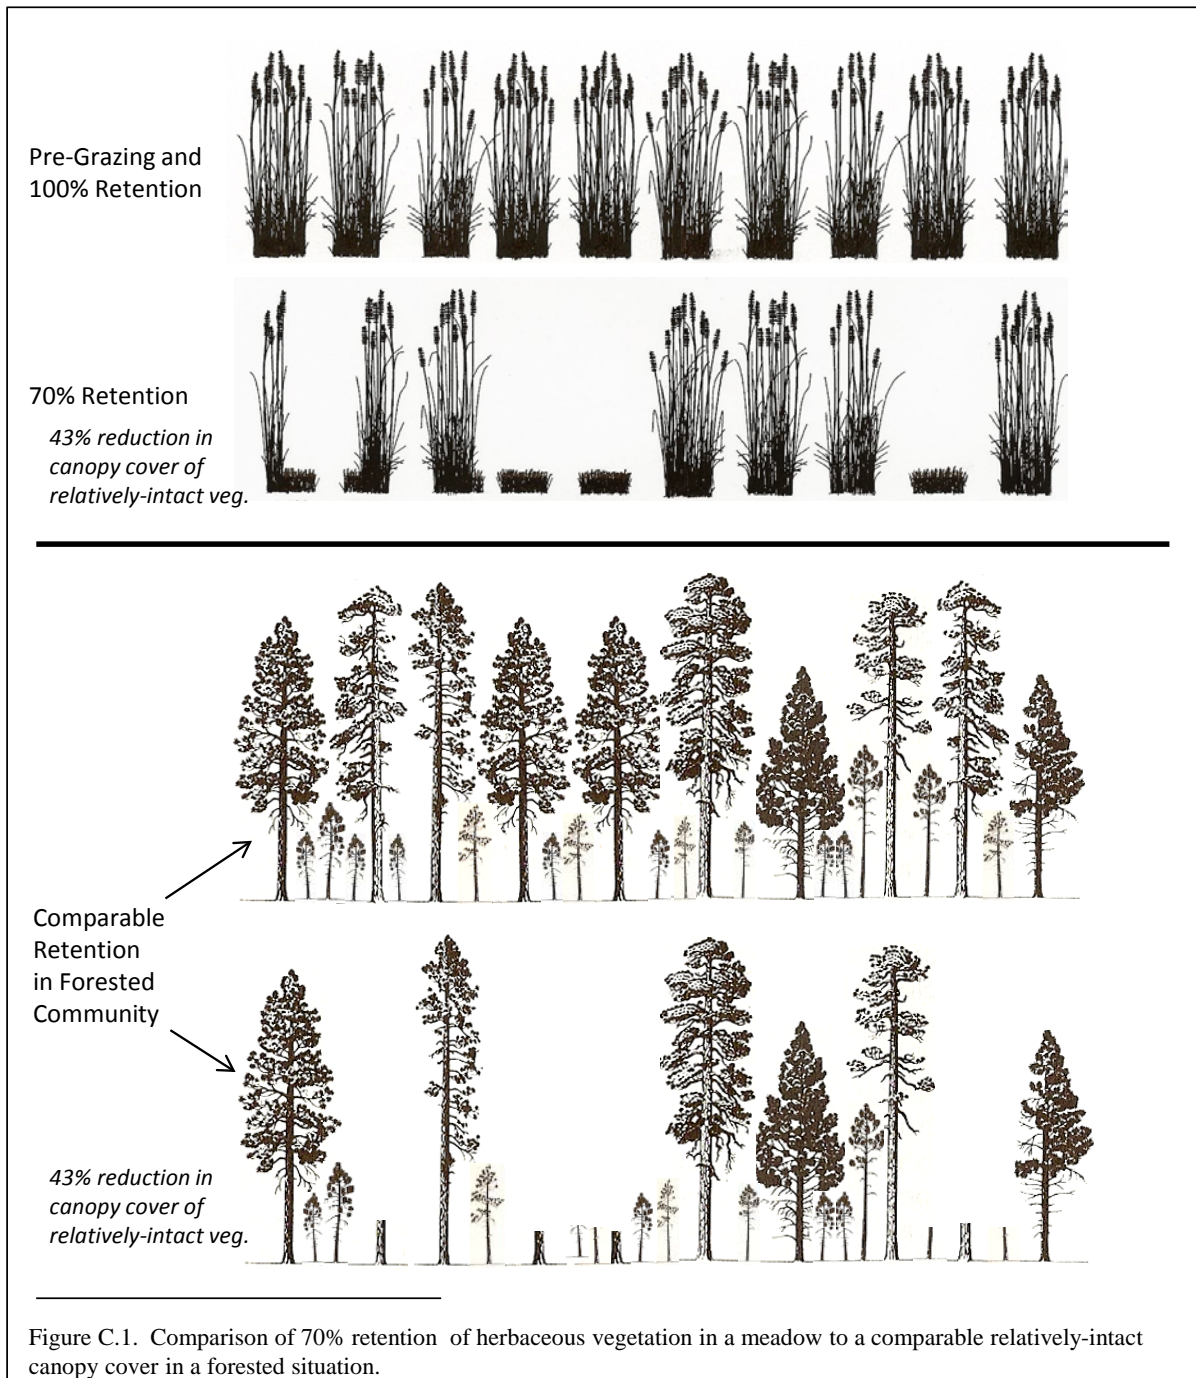 Pre-Grazing and
100% Retention
70% Retention
43% reduction in
canopy cover of
relatively-intact veg.
Comparable
Retention
in Forested
Community
43% reduction in
canopy cover of
relatively-intact veg.
Figure C.1.  Comparison of 70% retention  of herbaceous vegetation in a meadow to a comparable relatively-intact
canopy cover in a forested situation.